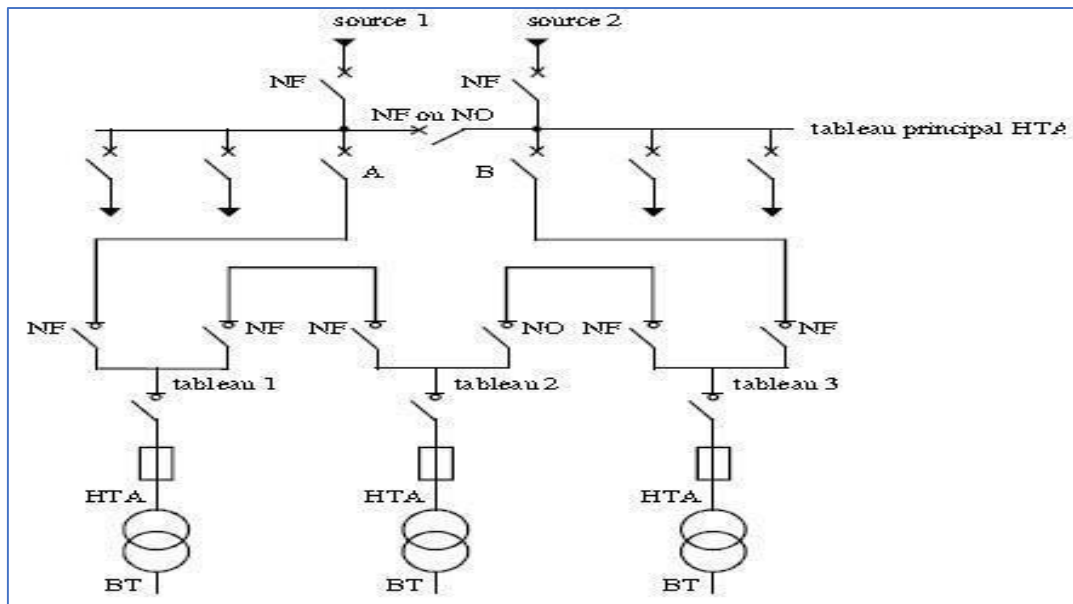 source 1 source 2
NF NF
NF ou NO
tableau principal HTA
A B
NF NF NF NO NF NF
tableau 1 tableau 2 tableau 3
HTA HTA HTA
BT BT BT